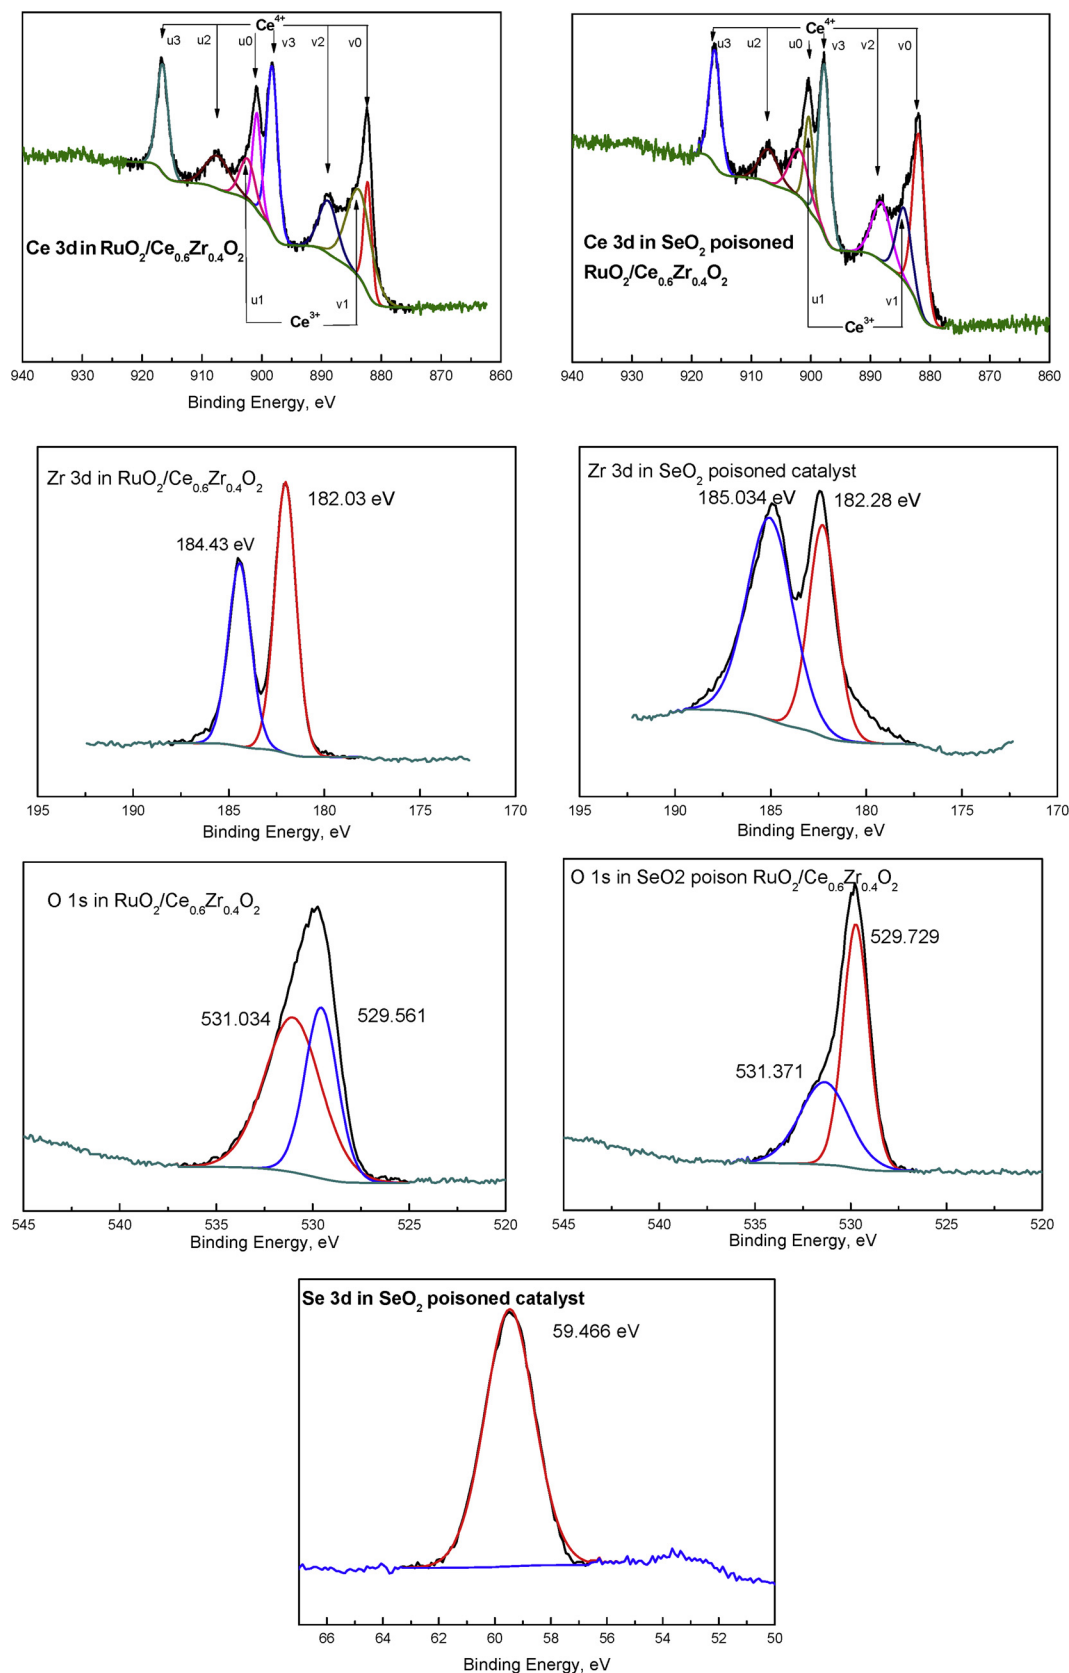 Ce⁴⁺
u3 u2 u0 v3 v2 v0
Ce 3d in RuO₂/Ce₀.₆Zr₀.₄O₂
u1 v1
Ce³⁺
940 930 920 910 900 890 880 870 860
Binding Energy, eV
Ce⁴⁺
u3 u2 u0 v3 v2 v0
Ce 3d in SeO₂ poisoned
RuO₂/Ce₀.₆Zr₀.₄O₂
u1 v1
Ce³⁺
940 930 920 910 900 890 880 870 860
Binding Energy, eV
Zr 3d in RuO₂/Ce₀.₆Zr₀.₄O₂
182.03 eV
184.43 eV
195 190 185 180 175 170
Binding Energy, eV
Zr 3d in SeO₂ poisoned catalyst
185.034 eV 182.28 eV
195 190 185 180 175 170
Binding Energy, eV
O 1s in RuO₂/Ce₀.₆Zr₀.₄O₂
531.034 529.561
545 540 535 530 525 520
Binding Energy, eV
O 1s in SeO2 poison RuO₂/Ce₀.₆Zr₀.₄O₂
529.729
531.371
545 540 535 530 525 520
Binding Energy, eV
Se 3d in SeO₂ poisoned catalyst
59.466 eV
66 64 62 60 58 56 54 52 50
Binding Energy, eV